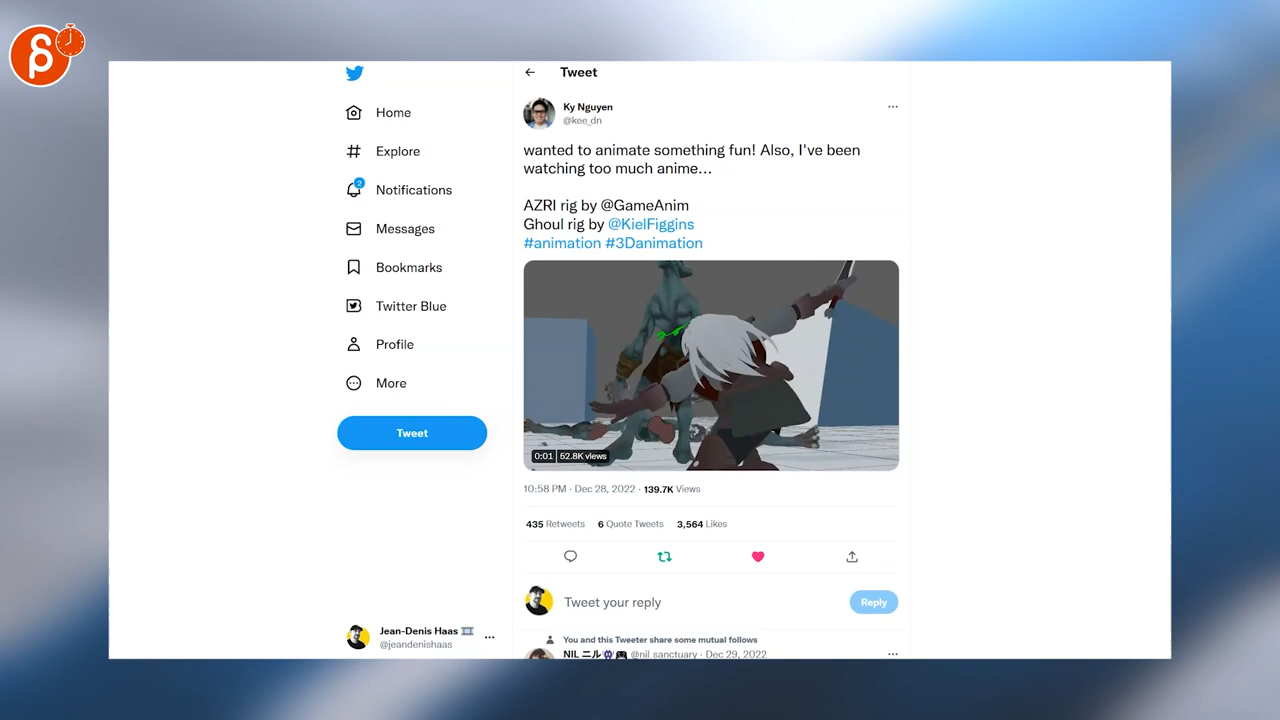 Tweet
Ky Nguyen
@kee_dn
Home
Explore
2
Notifications
Messages
Bookmarks
Twitter Blue
Profile
More
Tweet
wanted to animate something fun! Also, I've been
watching too much anime...
AZRI rig by @GameAnim
Ghoul rig by @KielFiggins
#animation #3Danimation
0:01 52.8K views
10:58 PM · Dec 28, 2022 · 139.7K Views
435 Retweets 6 Quote Tweets 3,564 Likes
Tweet your reply
Reply
Jean-Denis Haas
@jeandenishaas
You and this Tweeter share some mutual follows
NIL ニル @nil_sanctuary · Dec 29, 2022